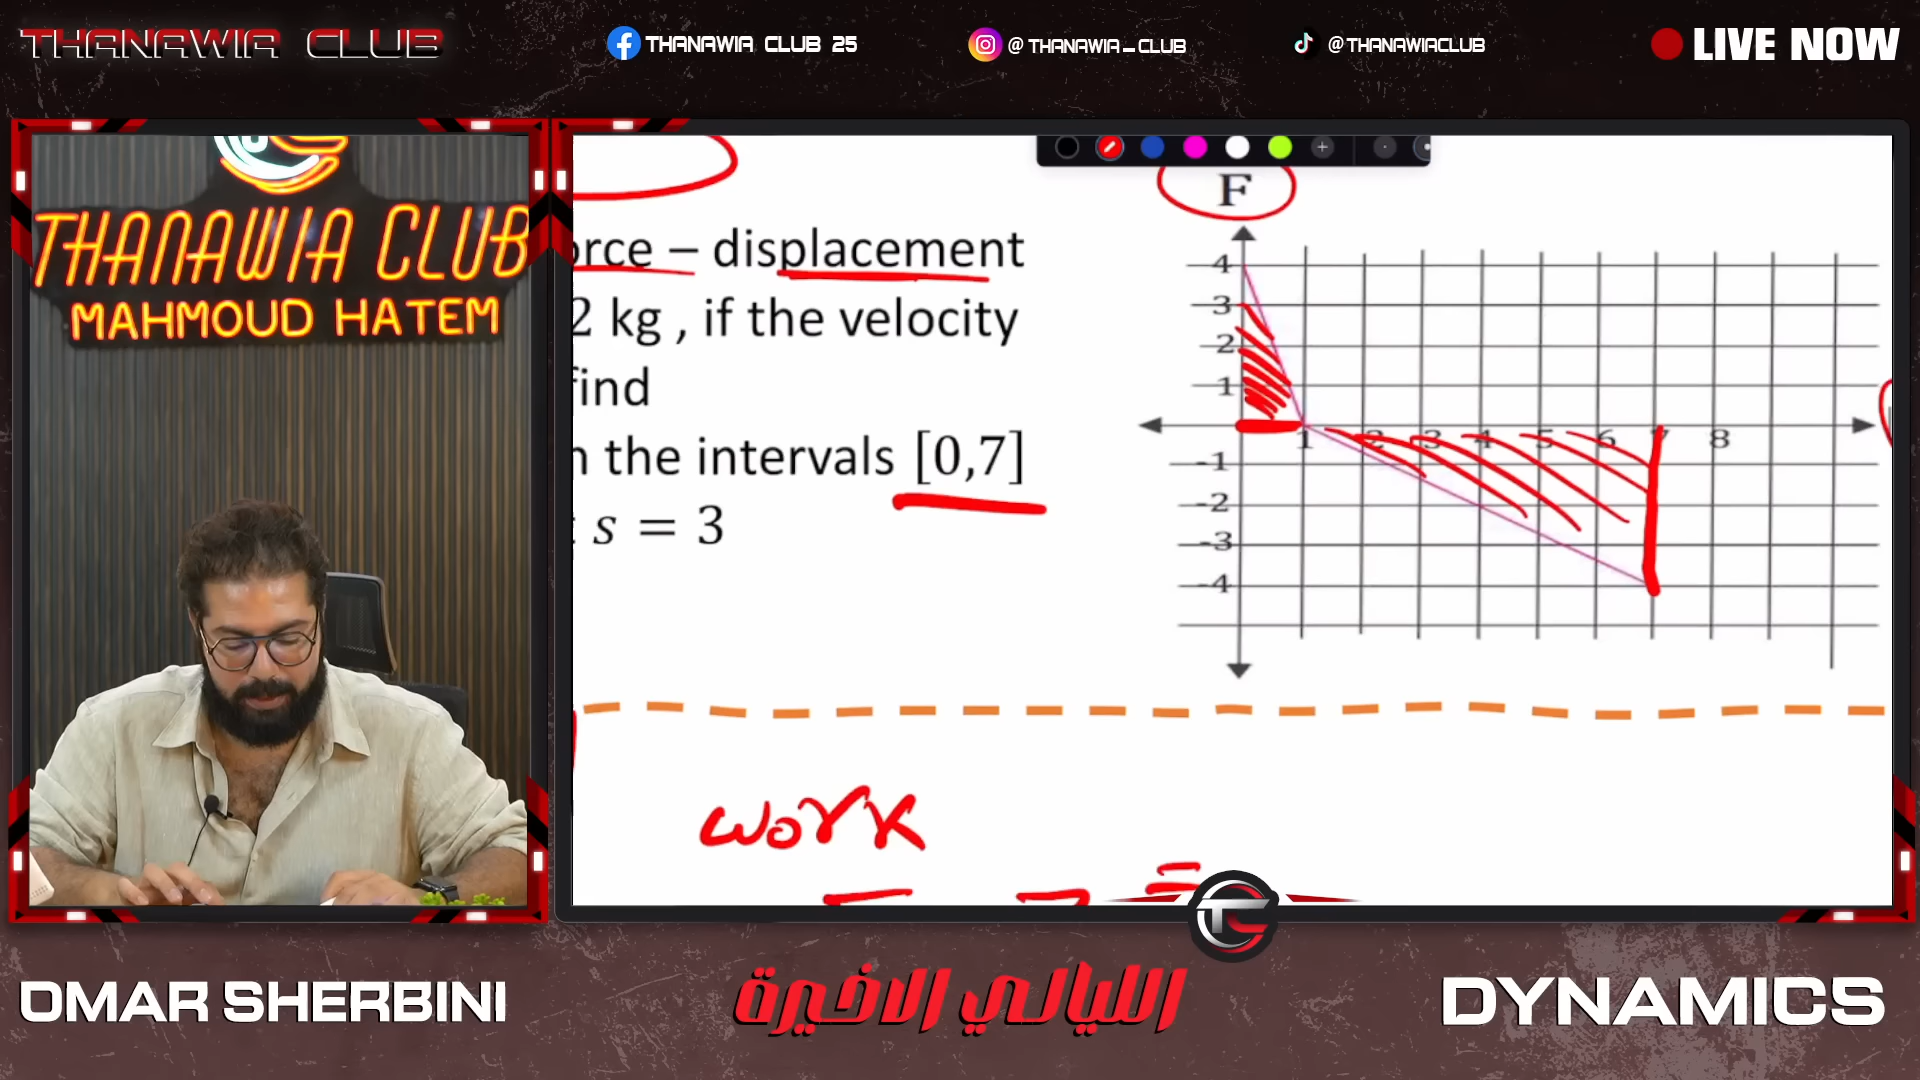 THANAWIA CLUB
THANAWIA CLUB 25
@THANAWIA_CLUB
@THANAWIACLUB
LIVE NOW
THANAWIA CLUB
MAHMOUD HATEM
F
orce – displacement
2 kg , if the velocity
find
n the intervals [0,7]
s = 3
4
3
2
1
1 2 3 4 5 6 7 8
-1
-2
-3
-4
work
TC
OMAR SHERBINI
الليالي الاخيرة
DYNAMICS